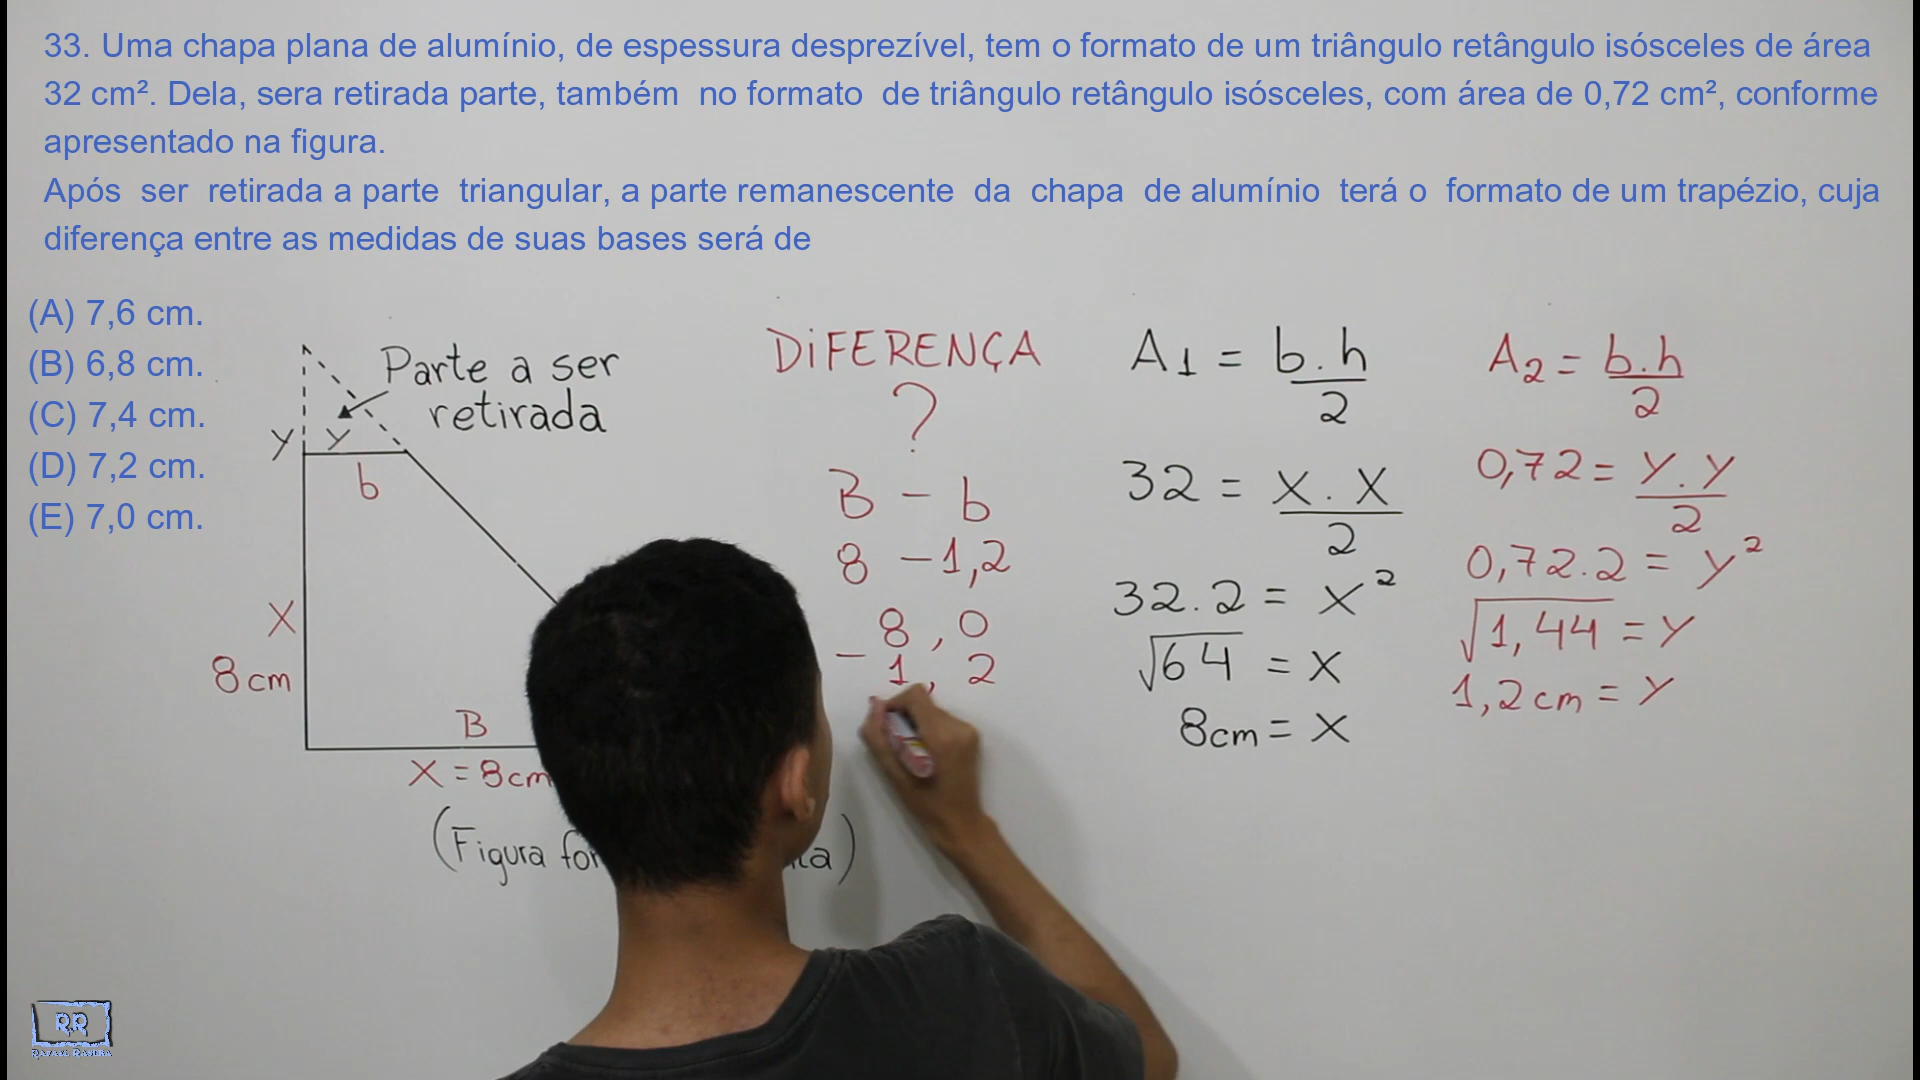 33. Uma chapa plana de alumínio, de espessura desprezível, tem o formato de um triângulo retângulo isósceles de área
32 cm². Dela, sera retirada parte, também no formato de triângulo retângulo isósceles, com área de 0,72 cm², conforme
apresentado na figura.
Após ser retirada a parte triangular, a parte remanescente da chapa de alumínio terá o formato de um trapézio, cuja
diferença entre as medidas de suas bases será de
(A) 7,6 cm.
(B) 6,8 cm.
(C) 7,4 cm.
(D) 7,2 cm.
(E) 7,0 cm.
Parte a ser
retirada
y
y
b
X
8cm
B
X = 8cm
(Figura
DiFERENÇA
?
B - b
8 - 1,2
8,0
- 1,2
A1 = b.h
2
32 = x.x
2
32.2 = x²
√64 = x
8cm = x
A2 = b.h
2
0,72 = y.y
2
0,72.2 = y²
√1,44 = y
1,2cm = y
RR